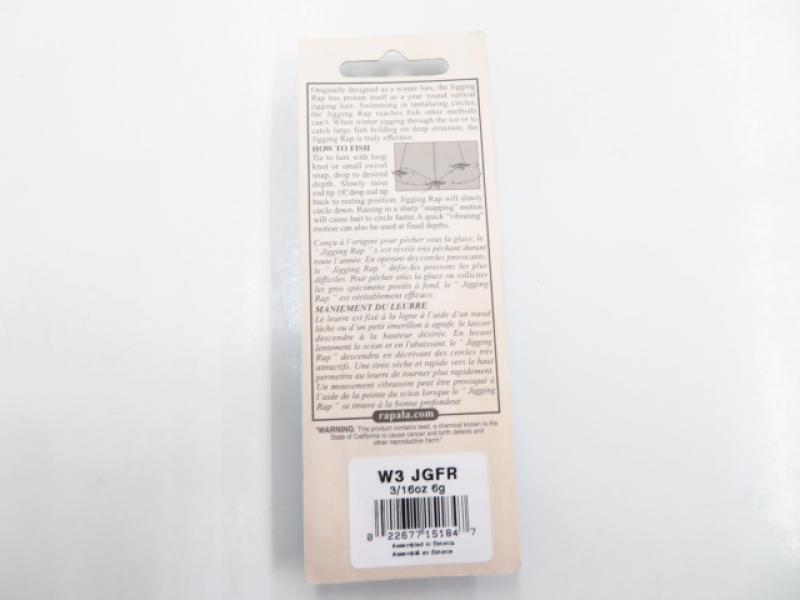 Originally designed as a winter lure, the Jigging
Rap has proven itself as a year round vertical
jigging lure. Swimming in tantalizing circles,
the Jigging Rap reaches fish other methods
can't. When winter jigging through the ice or to
catch large fish holding on deep structure, the
Jigging Rap is truly effective.
HOW TO FISH
Tie to lure with loop
knot or small swivel
snap, drop to desired
depth. Slowly raise
rod tip drop rod tip
back to resting position. Jigging Rap will slowly
circle down. Raising in a sharp "snapping" motion
will cause bait to circle faster. A quick "vibrating"
motion can also be used at fixed depths.
Conçu à l'origine pour pêcher sous la glace, le
" Jigging Rap " s'est révélé très pêchant durant
toute l'année. En opérant des cercles provocants,
le " Jigging Rap " défie les poissons les plus
difficiles. Pour pêcher sous la glace ou solliciter
les gros spécimens postés à fond, le " Jigging
Rap " est véritablement efficace.
MANIEMENT DU LEURRE
Le leurre est fixé à la ligne à l'aide d'un nœud
lâche ou d'un petit émerillon à agrafe, le laisser
descendre à la hauteur désirée. En levant
lentement le scion et en l'abaissant, le " Jigging
Rap " descendra en décrivant des cercles très
attractifs. Une tirée sèche et rapide vers le haut
permettra au leurre de tourner plus rapidement.
Un mouvement vibratoire peut être provoqué à
l'aide de la pointe du scion lorsque le " Jigging
Rap " se trouve à la bonne profondeur
rapala.com
"WARNING: This product contains lead, a chemical known to the
State of California to cause cancer and birth defects and
other reproductive harm."
W3 JGFR
3/16oz 6g
0 22677 15184 7
Assembled in Estonia
Assemblé en Estonie